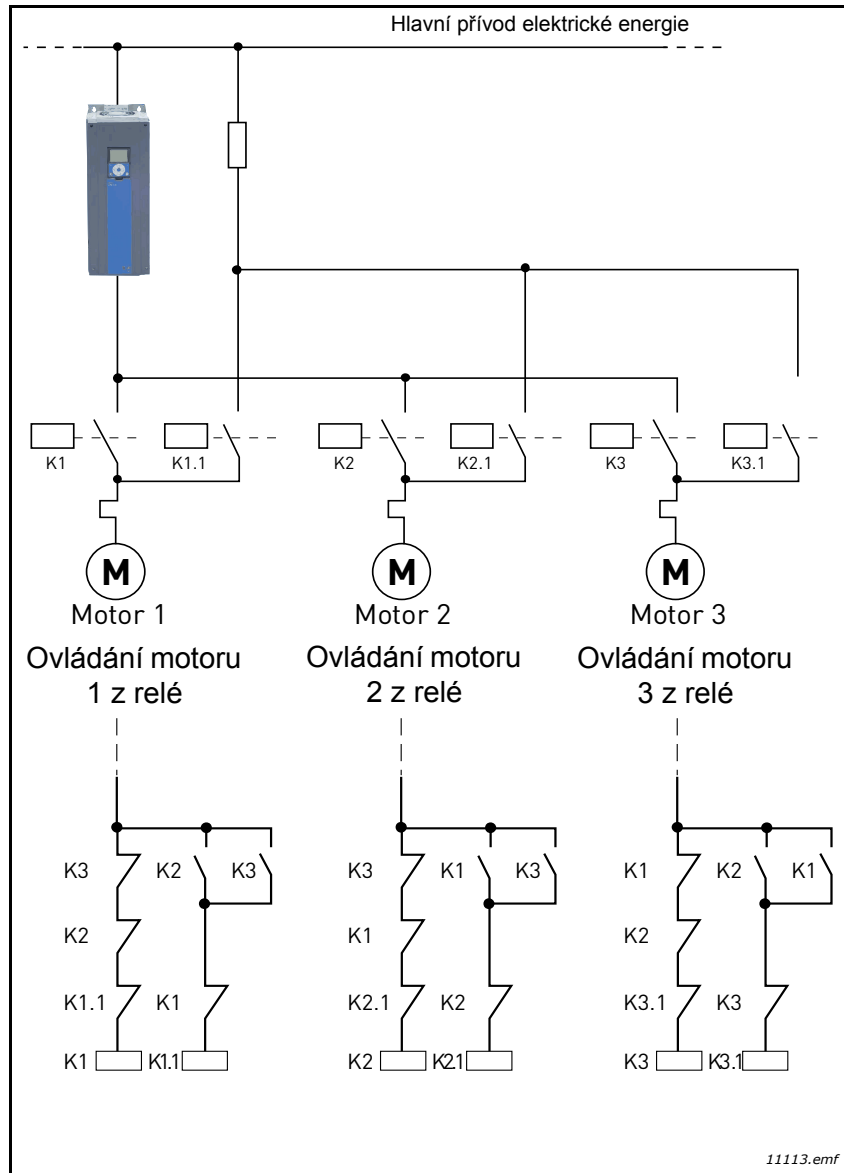 Hlavní přívod elektrické energie
K1 K1.1 K2 K2.1 K3 K3.1
M M M
Motor 1 Motor 2 Motor 3
Ovládání motoru
1 z relé
Ovládání motoru
2 z relé
Ovládání motoru
3 z relé
K3 K2 K3 K3 K1 K3 K1 K2 K1
K2 K1 K2
K1.1 K1 K2.1 K2 K3.1 K3
K1 K1.1 K2 K2.1 K3 K3.1
11113.emf